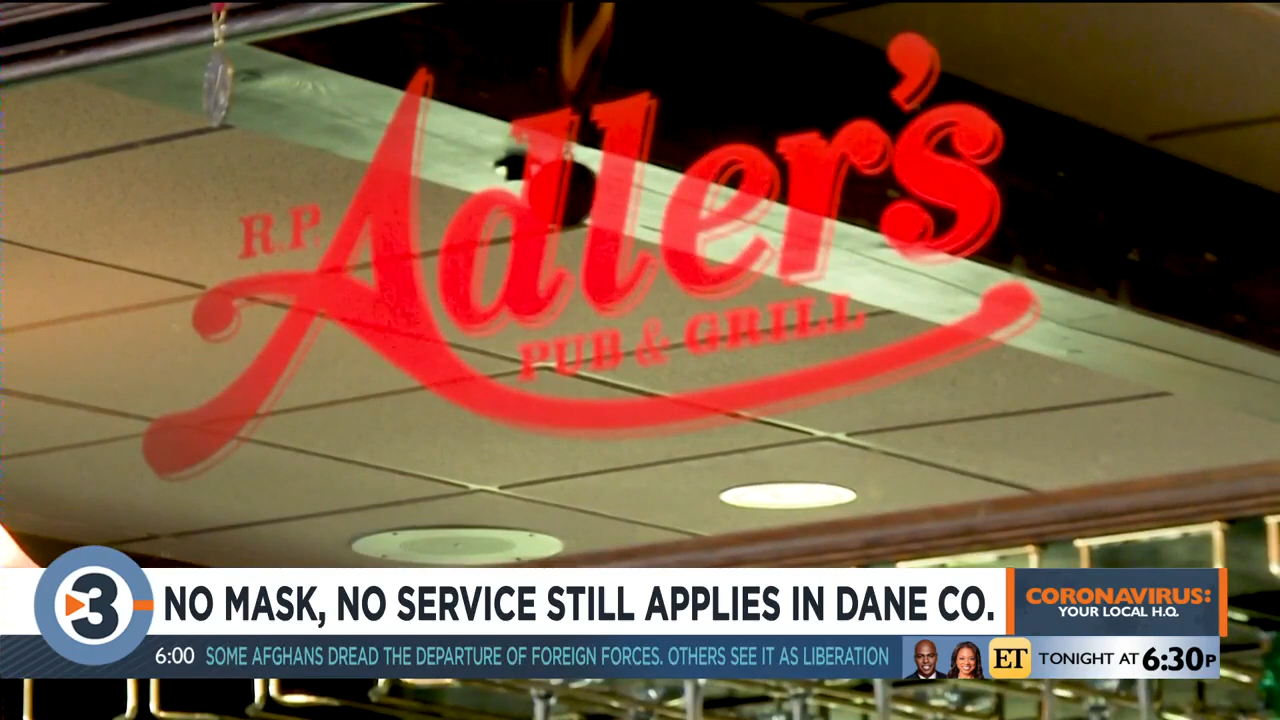 R.P. Adler's
PUB & GRILL
3
NO MASK, NO SERVICE STILL APPLIES IN DANE CO.
CORONAVIRUS:
YOUR LOCAL H.Q.
6:00 SOME AFGHANS DREAD THE DEPARTURE OF FOREIGN FORCES. OTHERS SEE IT AS LIBERATION
ET TONIGHT AT 6:30P